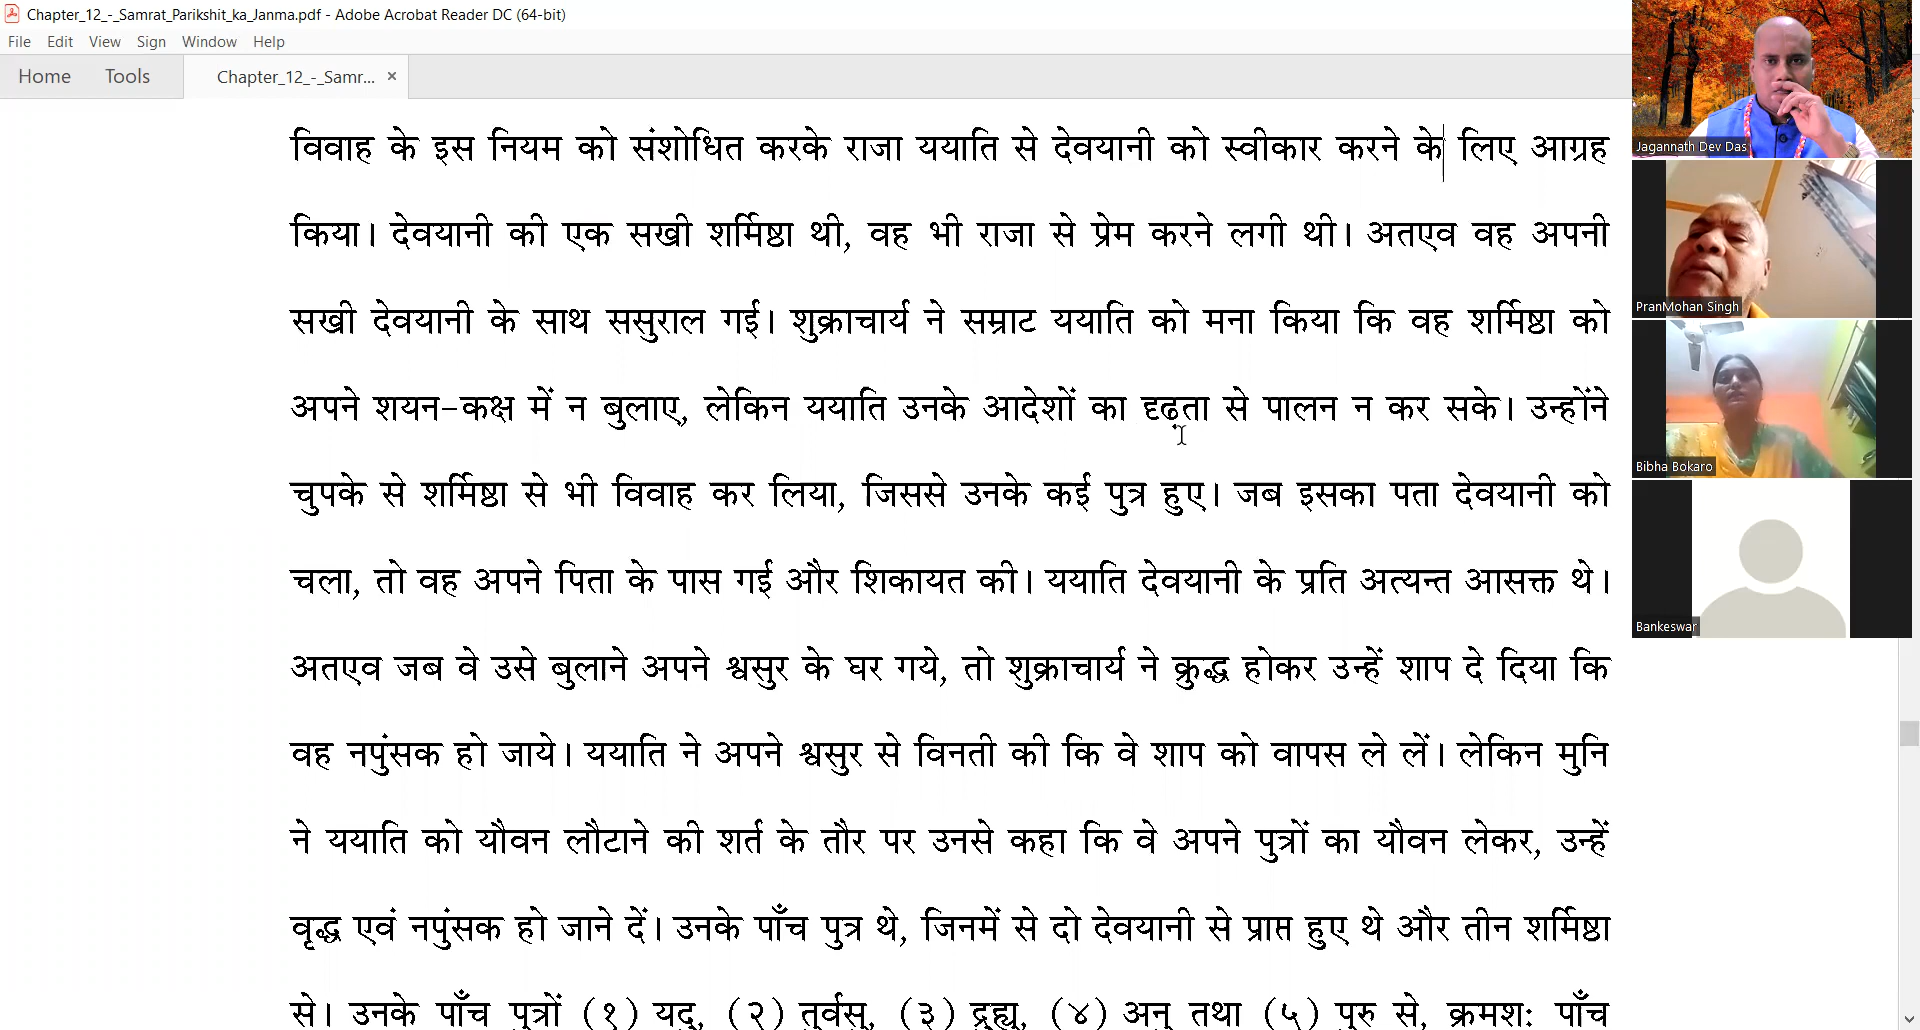 Chapter_12_-_Samrat_Parikshit_ka_Janma.pdf - Adobe Acrobat Reader DC (64-bit)
File Edit View Sign Window Help
Home Tools Chapter_12_-_Samr... ×
विवाह के इस नियम को संशोधित करके राजा ययाति से देवयानी को स्वीकार करने के लिए आग्रह
किया। देवयानी की एक सखी शर्मिष्ठा थी, वह भी राजा से प्रेम करने लगी थी। अतएव वह अपनी
सखी देवयानी के साथ ससुराल गई। शुक्राचार्य ने सम्राट ययाति को मना किया कि वह शर्मिष्ठा को
अपने शयन-कक्ष में न बुलाए, लेकिन ययाति उनके आदेशों का दृढ़ता से पालन न कर सके। उन्होंने
चुपके से शर्मिष्ठा से भी विवाह कर लिया, जिससे उनके कई पुत्र हुए। जब इसका पता देवयानी को
चला, तो वह अपने पिता के पास गई और शिकायत की। ययाति देवयानी के प्रति अत्यन्त आसक्त थे।
अतएव जब वे उसे बुलाने अपने श्वसुर के घर गये, तो शुक्राचार्य ने क्रुद्ध होकर उन्हें शाप दे दिया कि
वह नपुंसक हो जाये। ययाति ने अपने श्वसुर से विनती की कि वे शाप को वापस ले लें। लेकिन मुनि
ने ययाति को यौवन लौटाने की शर्त के तौर पर उनसे कहा कि वे अपने पुत्रों का यौवन लेकर, उन्हें
वृद्ध एवं नपुंसक हो जाने दें। उनके पाँच पुत्र थे, जिनमें से दो देवयानी से प्राप्त हुए थे और तीन शर्मिष्ठा
से। उनके पाँच पुत्रों (१) यदु, (२) तुर्वसु, (३) द्रुह्यु, (४) अनु तथा (५) पुरु से, क्रमशः पाँच
Jagannath Dev Das
PranMohan Singh
Bibha Bokaro
Bankeswar